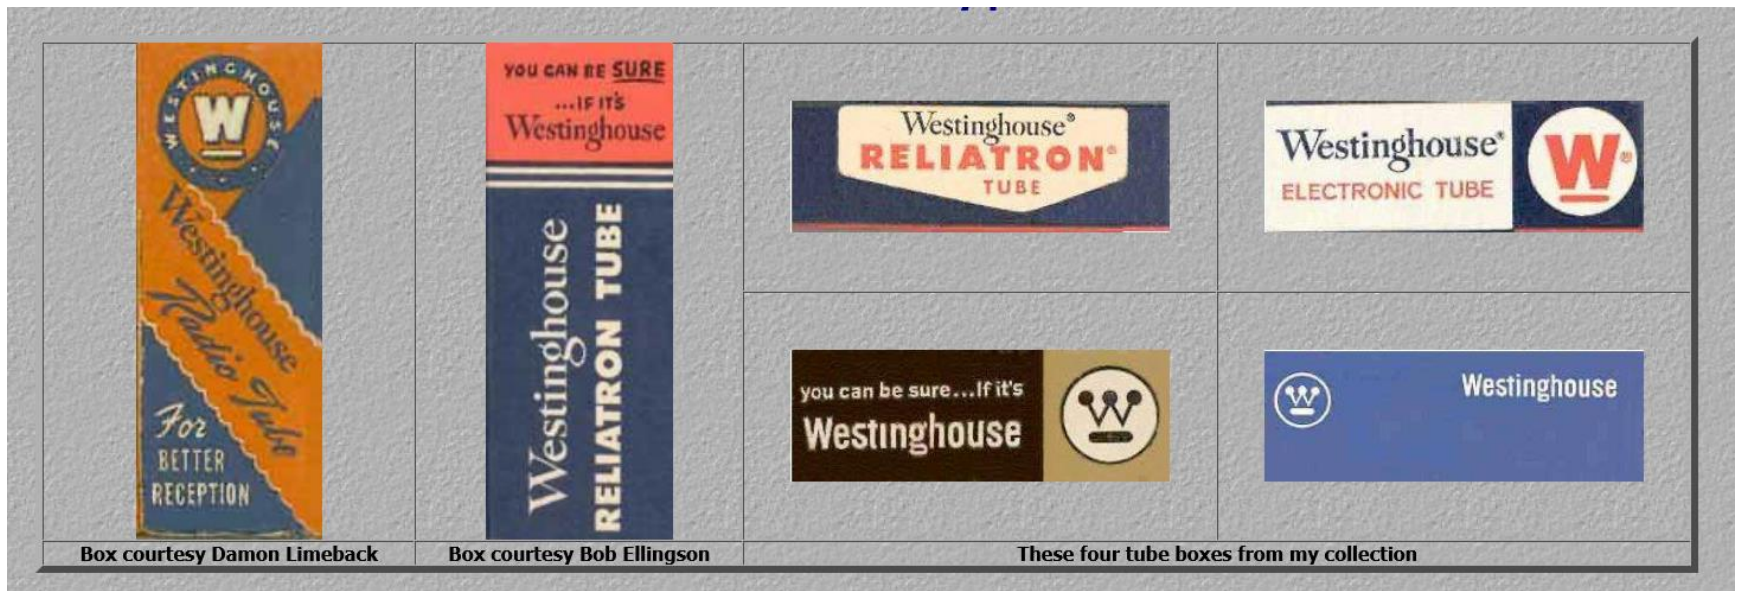 WESTINGHOUSE
W
Westinghouse
Radio Tube
For
BETTER
RECEPTION
YOU CAN BE SURE
...IF IT'S
Westinghouse
Westinghouse
RELIATRON TUBE
Westinghouse®
RELIATRON®
TUBE
Westinghouse®
ELECTRONIC TUBE
W®
you can be sure...If it's
Westinghouse
W
W
Westinghouse
Box courtesy Damon Limeback
Box courtesy Bob Ellingson
These four tube boxes from my collection